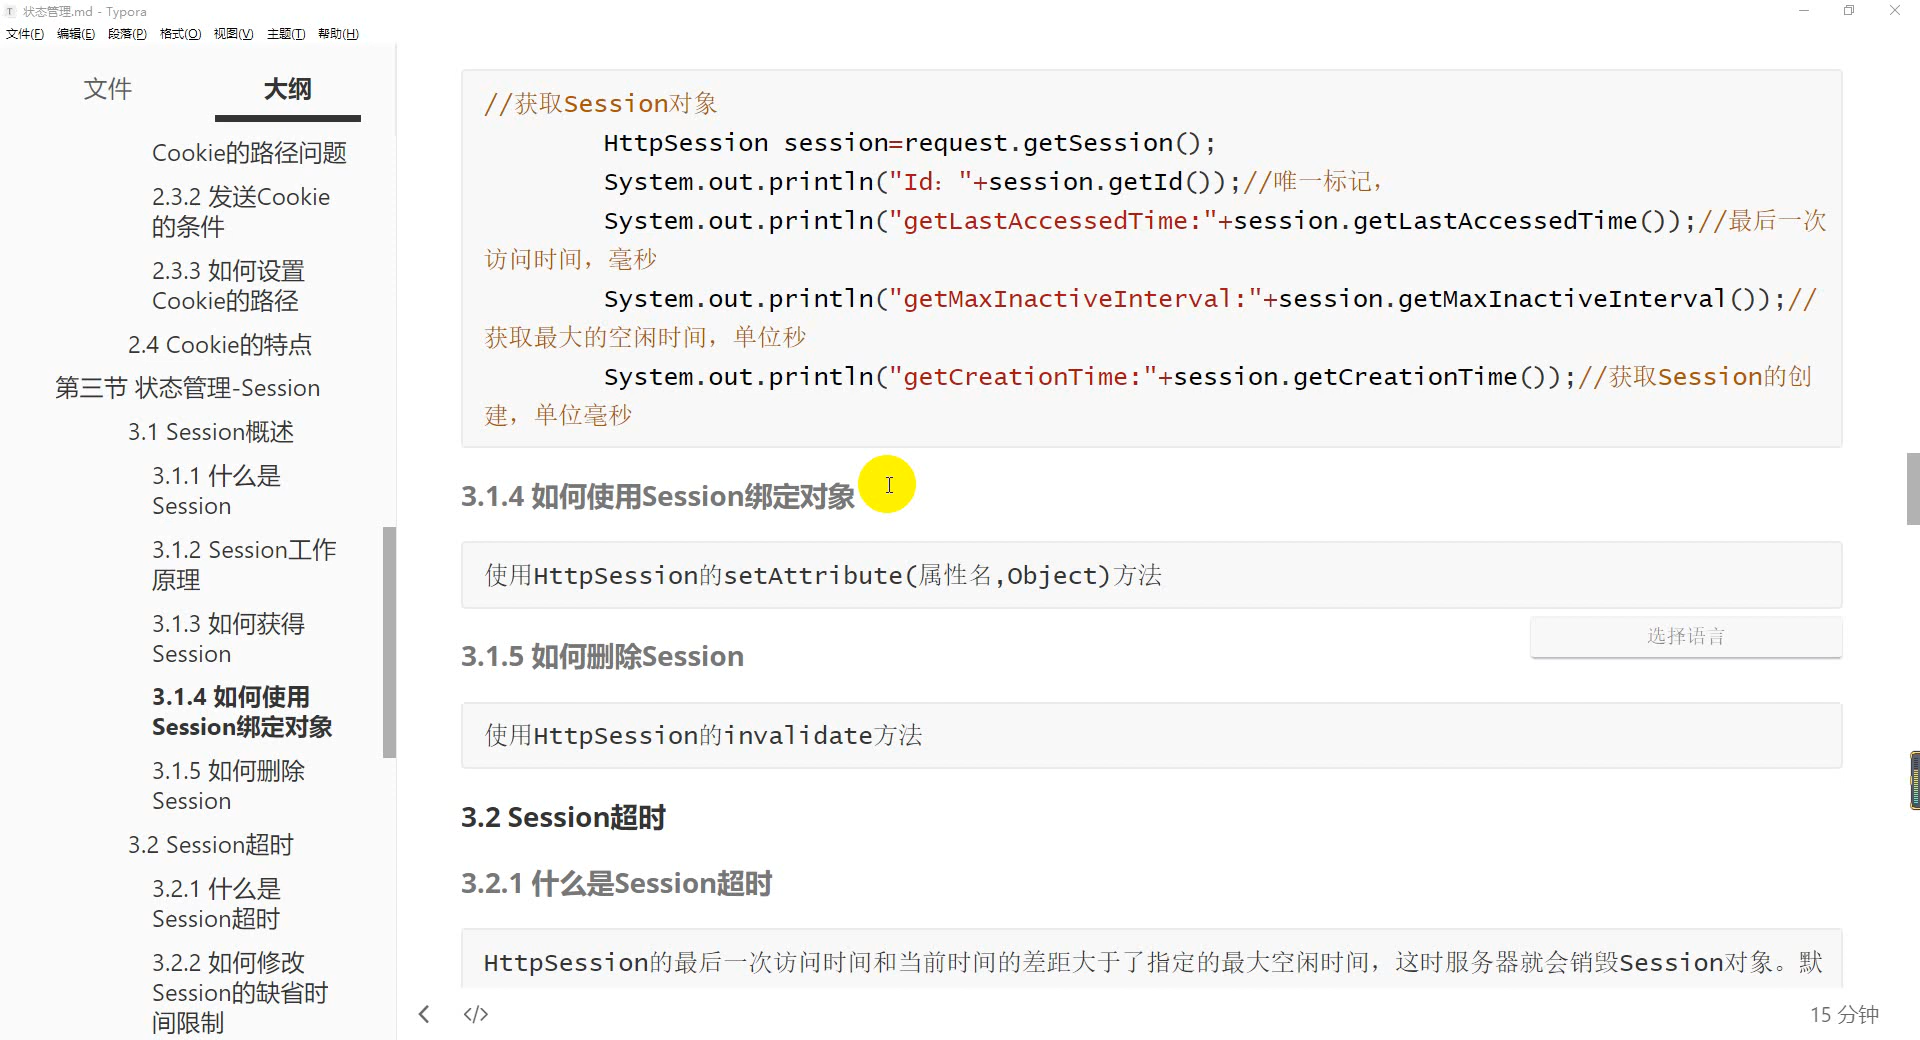 状态管理.md - Typora
文件(F) 编辑(E) 段落(P) 格式(O) 视图(V) 主题(T) 帮助(H)
文件 大纲
Cookie的路径问题
2.3.2 发送Cookie
的条件
2.3.3 如何设置
Cookie的路径
2.4 Cookie的特点
第三节 状态管理-Session
3.1 Session概述
3.1.1 什么是
Session
3.1.2 Session工作
原理
3.1.3 如何获得
Session
3.1.4 如何使用
Session绑定对象
3.1.5 如何删除
Session
3.2 Session超时
3.2.1 什么是
Session超时
3.2.2 如何修改
Session的缺省时
间限制
//获取Session对象
HttpSession session=request.getSession();
System.out.println("Id: "+session.getId());//唯一标记,
System.out.println("getLastAccessedTime:"+session.getLastAccessedTime());//最后一次
访问时间, 毫秒
System.out.println("getMaxInactiveInterval:"+session.getMaxInactiveInterval());//
获取最大的空闲时间, 单位秒
System.out.println("getCreationTime:"+session.getCreationTime());//获取Session的创
建, 单位毫秒
3.1.4 如何使用Session绑定对象
使用HttpSession的setAttribute(属性名,Object)方法
选择语言
3.1.5 如何删除Session
使用HttpSession的invalidate方法
3.2 Session超时
3.2.1 什么是Session超时
HttpSession的最后一次访问时间和当前时间的差距大于了指定的最大空闲时间, 这时服务器就会销毁Session对象。默
</> 15 分钟